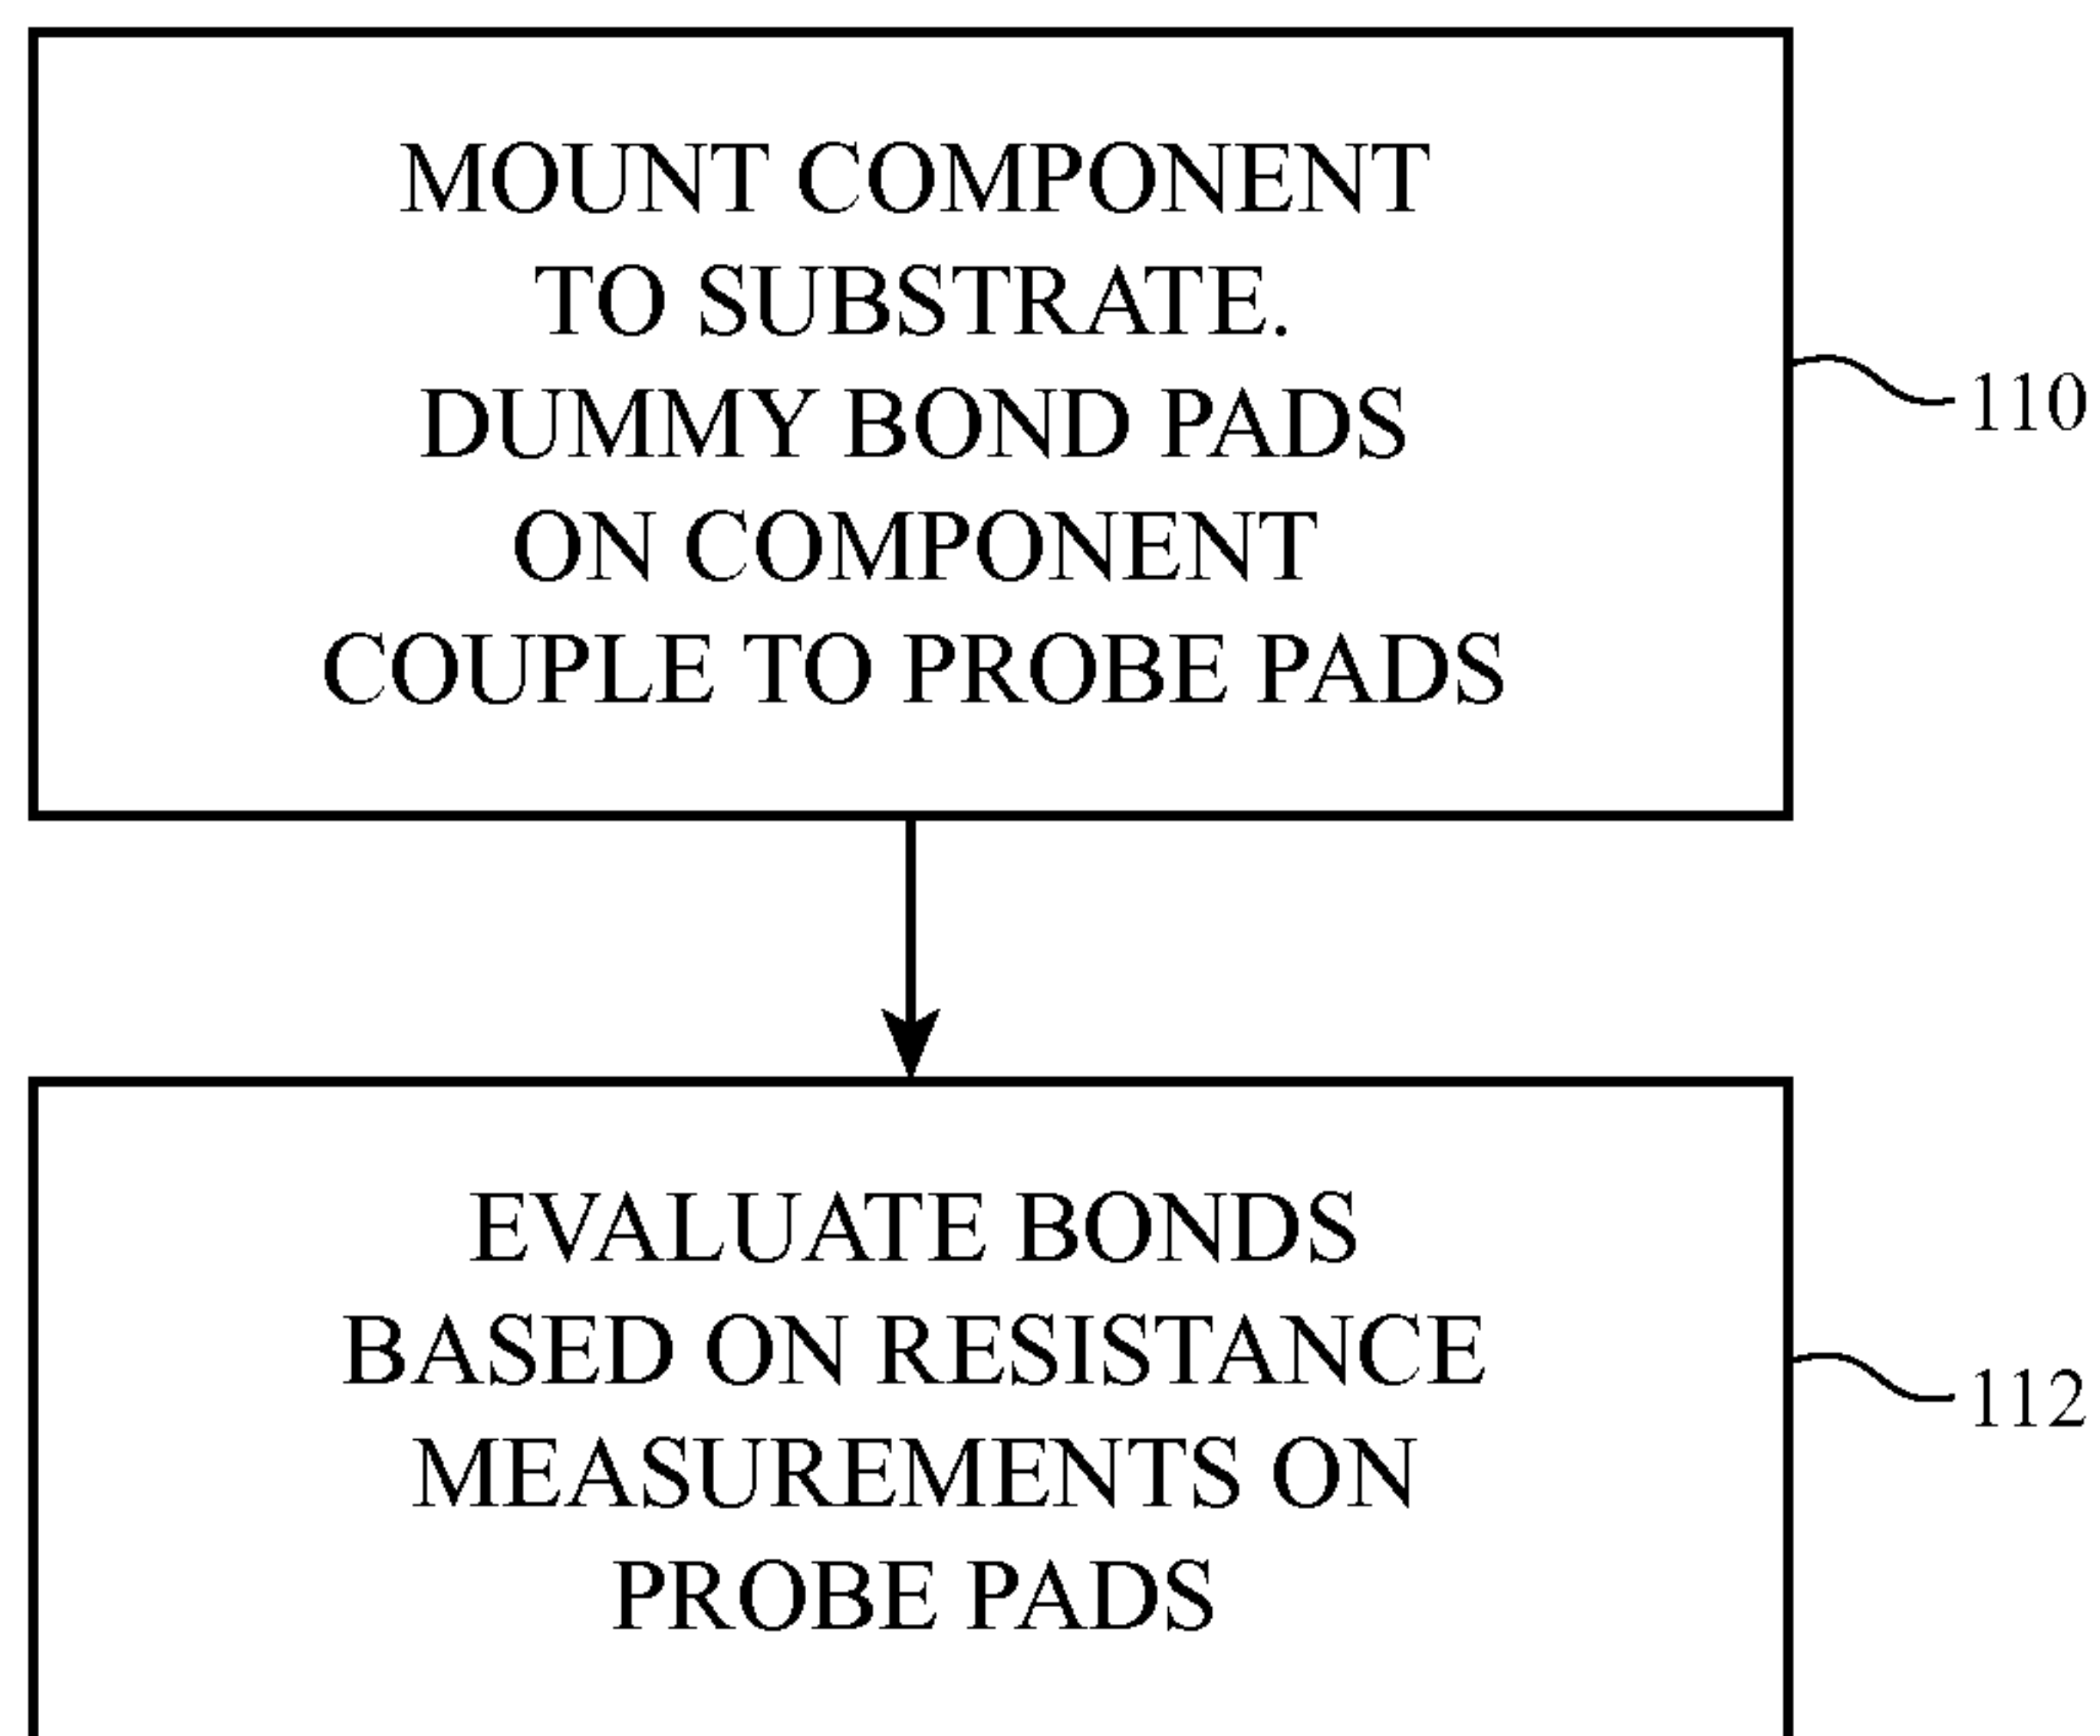 MOUNT COMPONENT
TO SUBSTRATE.
DUMMY BOND PADS
ON COMPONENT
COUPLE TO PROBE PADS
110
EVALUATE BONDS
BASED ON RESISTANCE
MEASUREMENTS ON
PROBE PADS
112